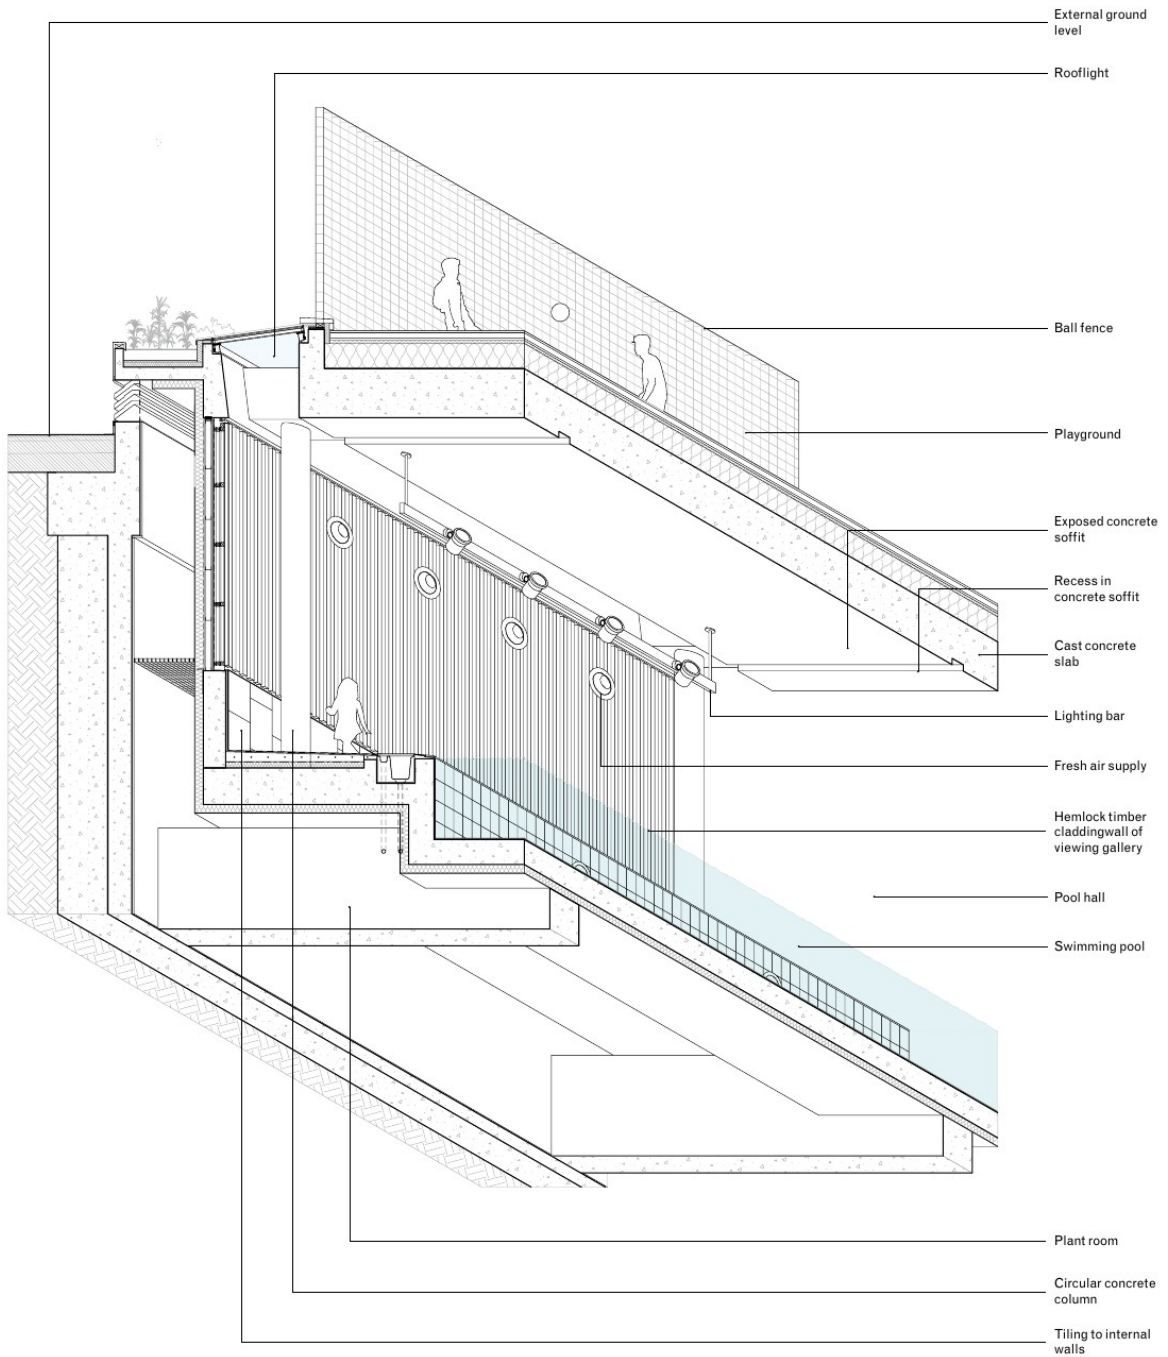 External ground
level
Rooflight
Ball fence
Playground
Exposed concrete
soffit
Recess in
concrete soffit
Cast concrete
slab
Lighting bar
Fresh air supply
Hemlock timber
claddingwall of
viewing gallery
Pool hall
Swimming pool
Plant room
Circular concrete
column
Tiling to internal
walls